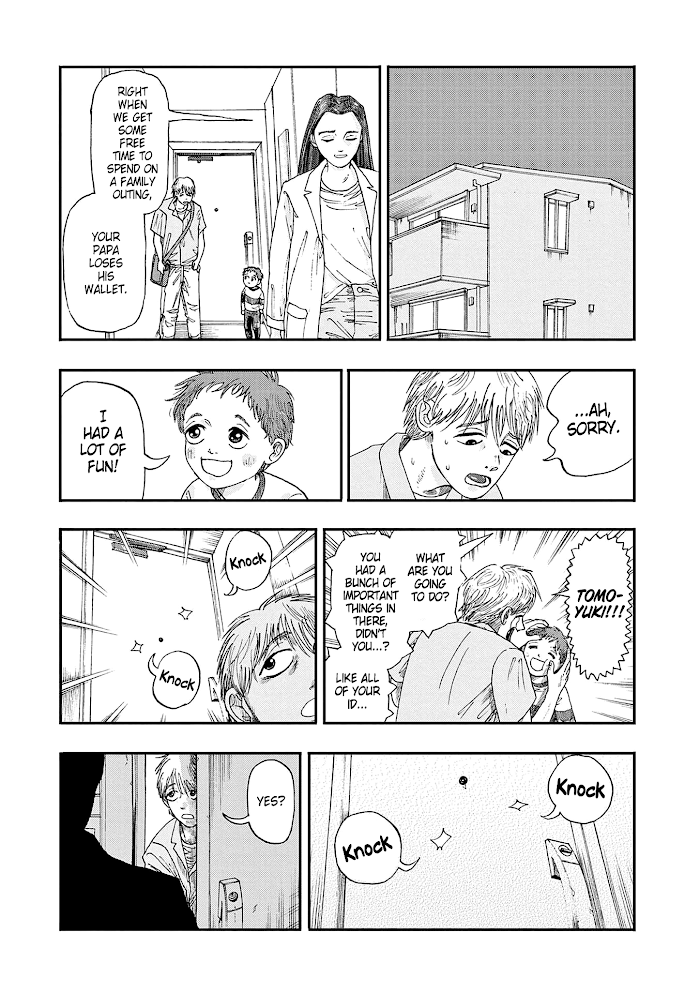 RIGHT
WHEN
WE GET
SOME
FREE
TIME TO
SPEND ON
A FAMILY
OUTING,
YOUR
PAPA
LOSES
HIS
WALLET.
...AH,
SORRY.
I
HAD A
LOT OF
FUN!
TOMO-
YUKI!!!
WHAT
ARE YOU
GOING
TO DO?
YOU
HAD A
BUNCH OF
IMPORTANT
THINGS IN
THERE,
DIDN'T
YOU...?
LIKE ALL
OF YOUR
ID...
Knock
Knock
Knock
Knock
YES?